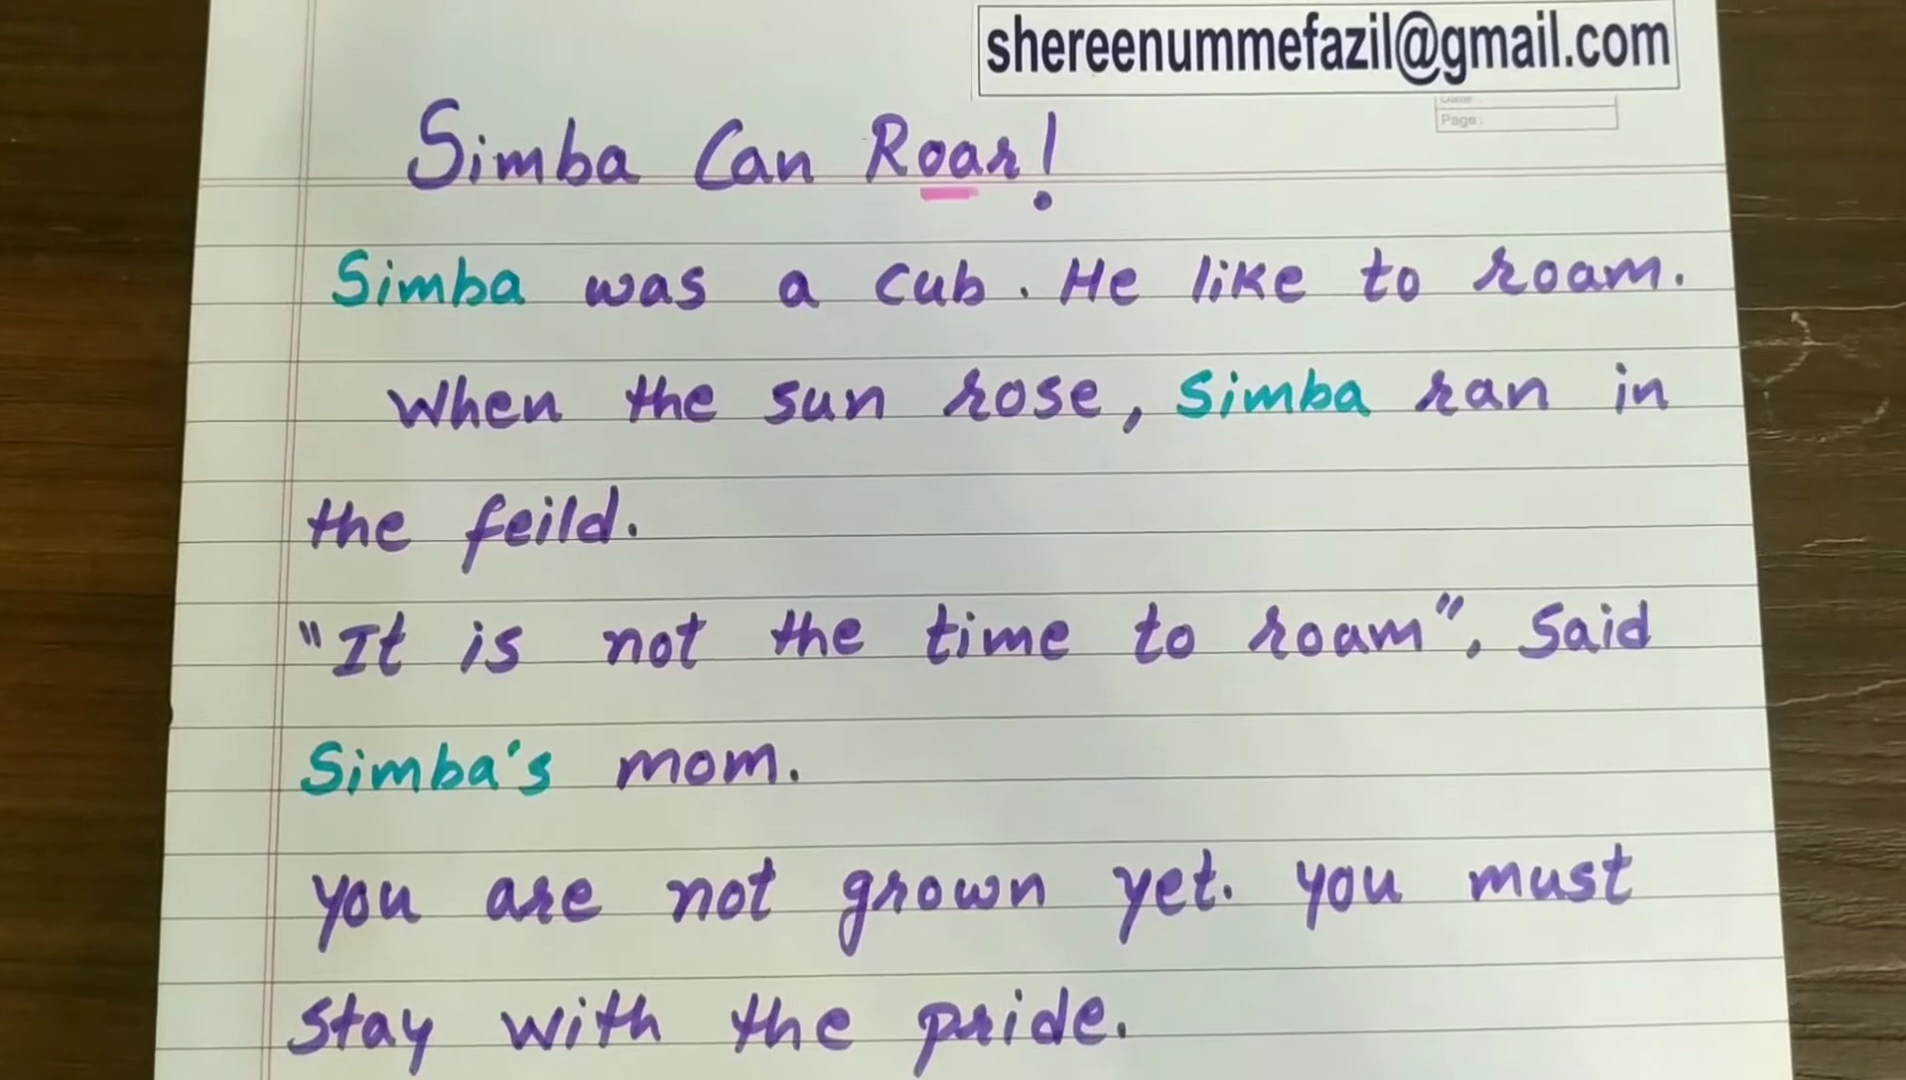 shereenummefazil@gmail.com
Page :
Simba Can Roar!
Simba was a cub. He like to roam.
When the sun rose, Simba ran in
the feild.
"It is not the time to roam". Said
Simba's mom.
you are not grown yet. you must
stay with the pride.